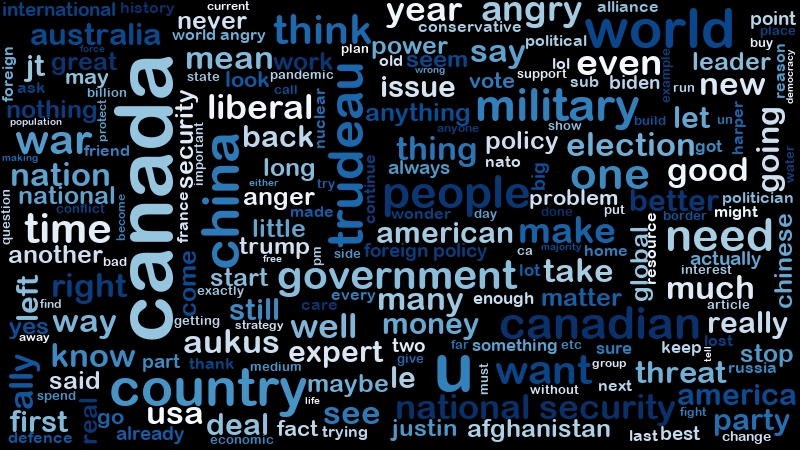 international history
current
never
year
angry
alliance
world
point
place
buy
australia
world angry
think
conservative
power
political
say
foreign
jt
great
force
mean
work
plan
old
seem
even
leader
reason
democracy
may
state
look
pandemic
wrong
lol
support
sub
biden
example
run
new
ask
billion
call
issue
vote
nothing
protect
liberal
nuclear
anything
military
build
let
un
harper
going
population
security
important
trudeau
anyone
show
war
friend
back
policy
election
got
making
china
thing
nato
water
nation
canada
long
always
big
one
good
national
either
try
continue
people
problem
better
politician
question
conflict
become
france
anger
made
wonder
day
done
put
border
might
time
little
american
make
need
chinese
another
bad
trump
pm
side
foreign policy
ca
majority
home
global
resource
actually
free
left
right
come
start
government
lot
take
interest
find
exactly
every
many
enough
matter
much
article
yes
way
getting
still
strategy
care
well
money
canadian
really
away
aukus
two
far
something
etc
sure
keep
lost
tell
stop
know
part
thank
medium
expert
give
u
must
want
group
threat
russia
ally
said
country
maybe
le
without
next
america
spend
life
real
first
go
usa
deal
see
national security
fight
party
defence
already
economic
fact
trying
justin
afghanistan
last
best
change